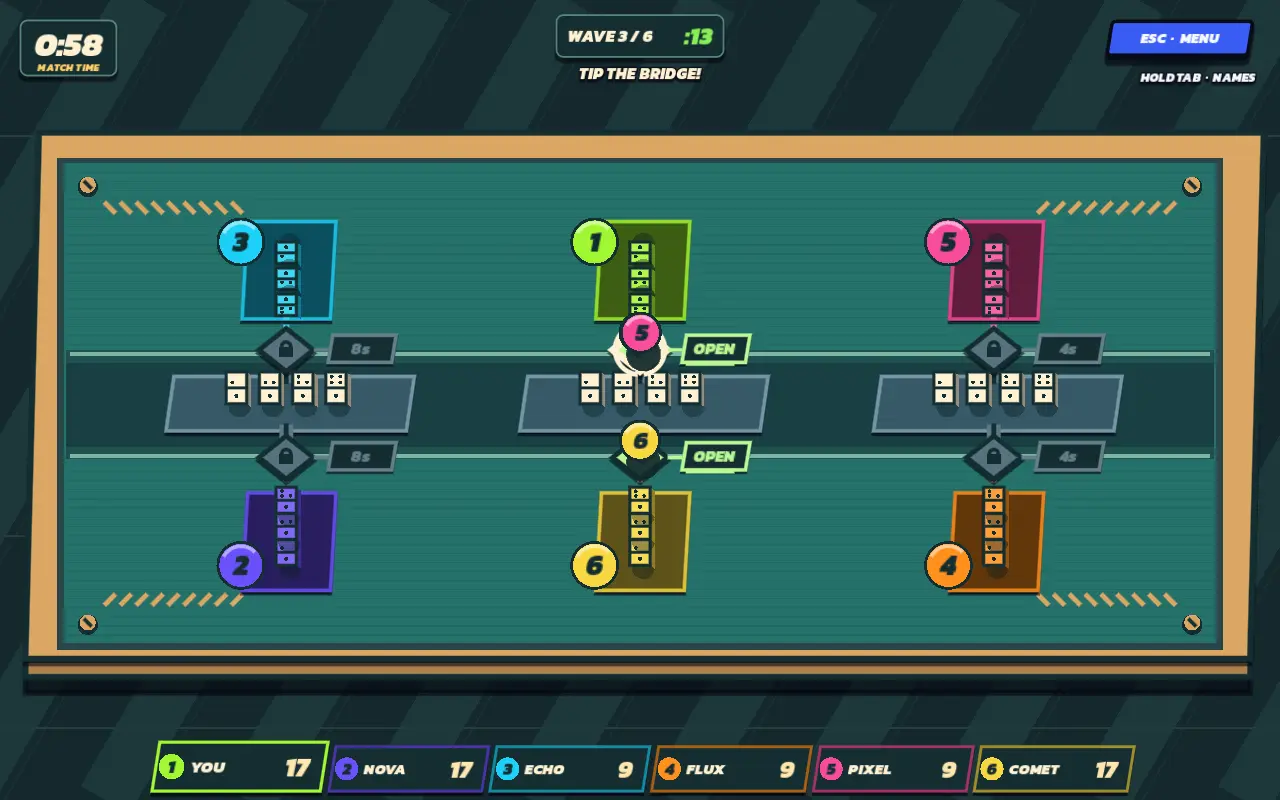 0:58
MATCH TIME
WAVE 3 / 6 :13
TIP THE BRIDGE!
ESC · MENU
HOLD TAB · NAMES
3
1
5
5
8s
OPEN
4s
6
8s
OPEN
4s
2
6
4
1 YOU 17
2 NOVA 17
3 ECHO 9
4 FLUX 9
5 PIXEL 9
6 COMET 17